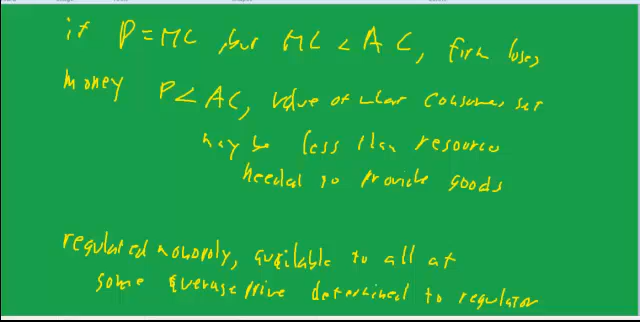 if P=MC, but MC < AC, firm loses
money P<AC, value of what consumers get
may be less than resources
needed to provide goods
regulated monopoly, available to all at
some average price determined to regulator